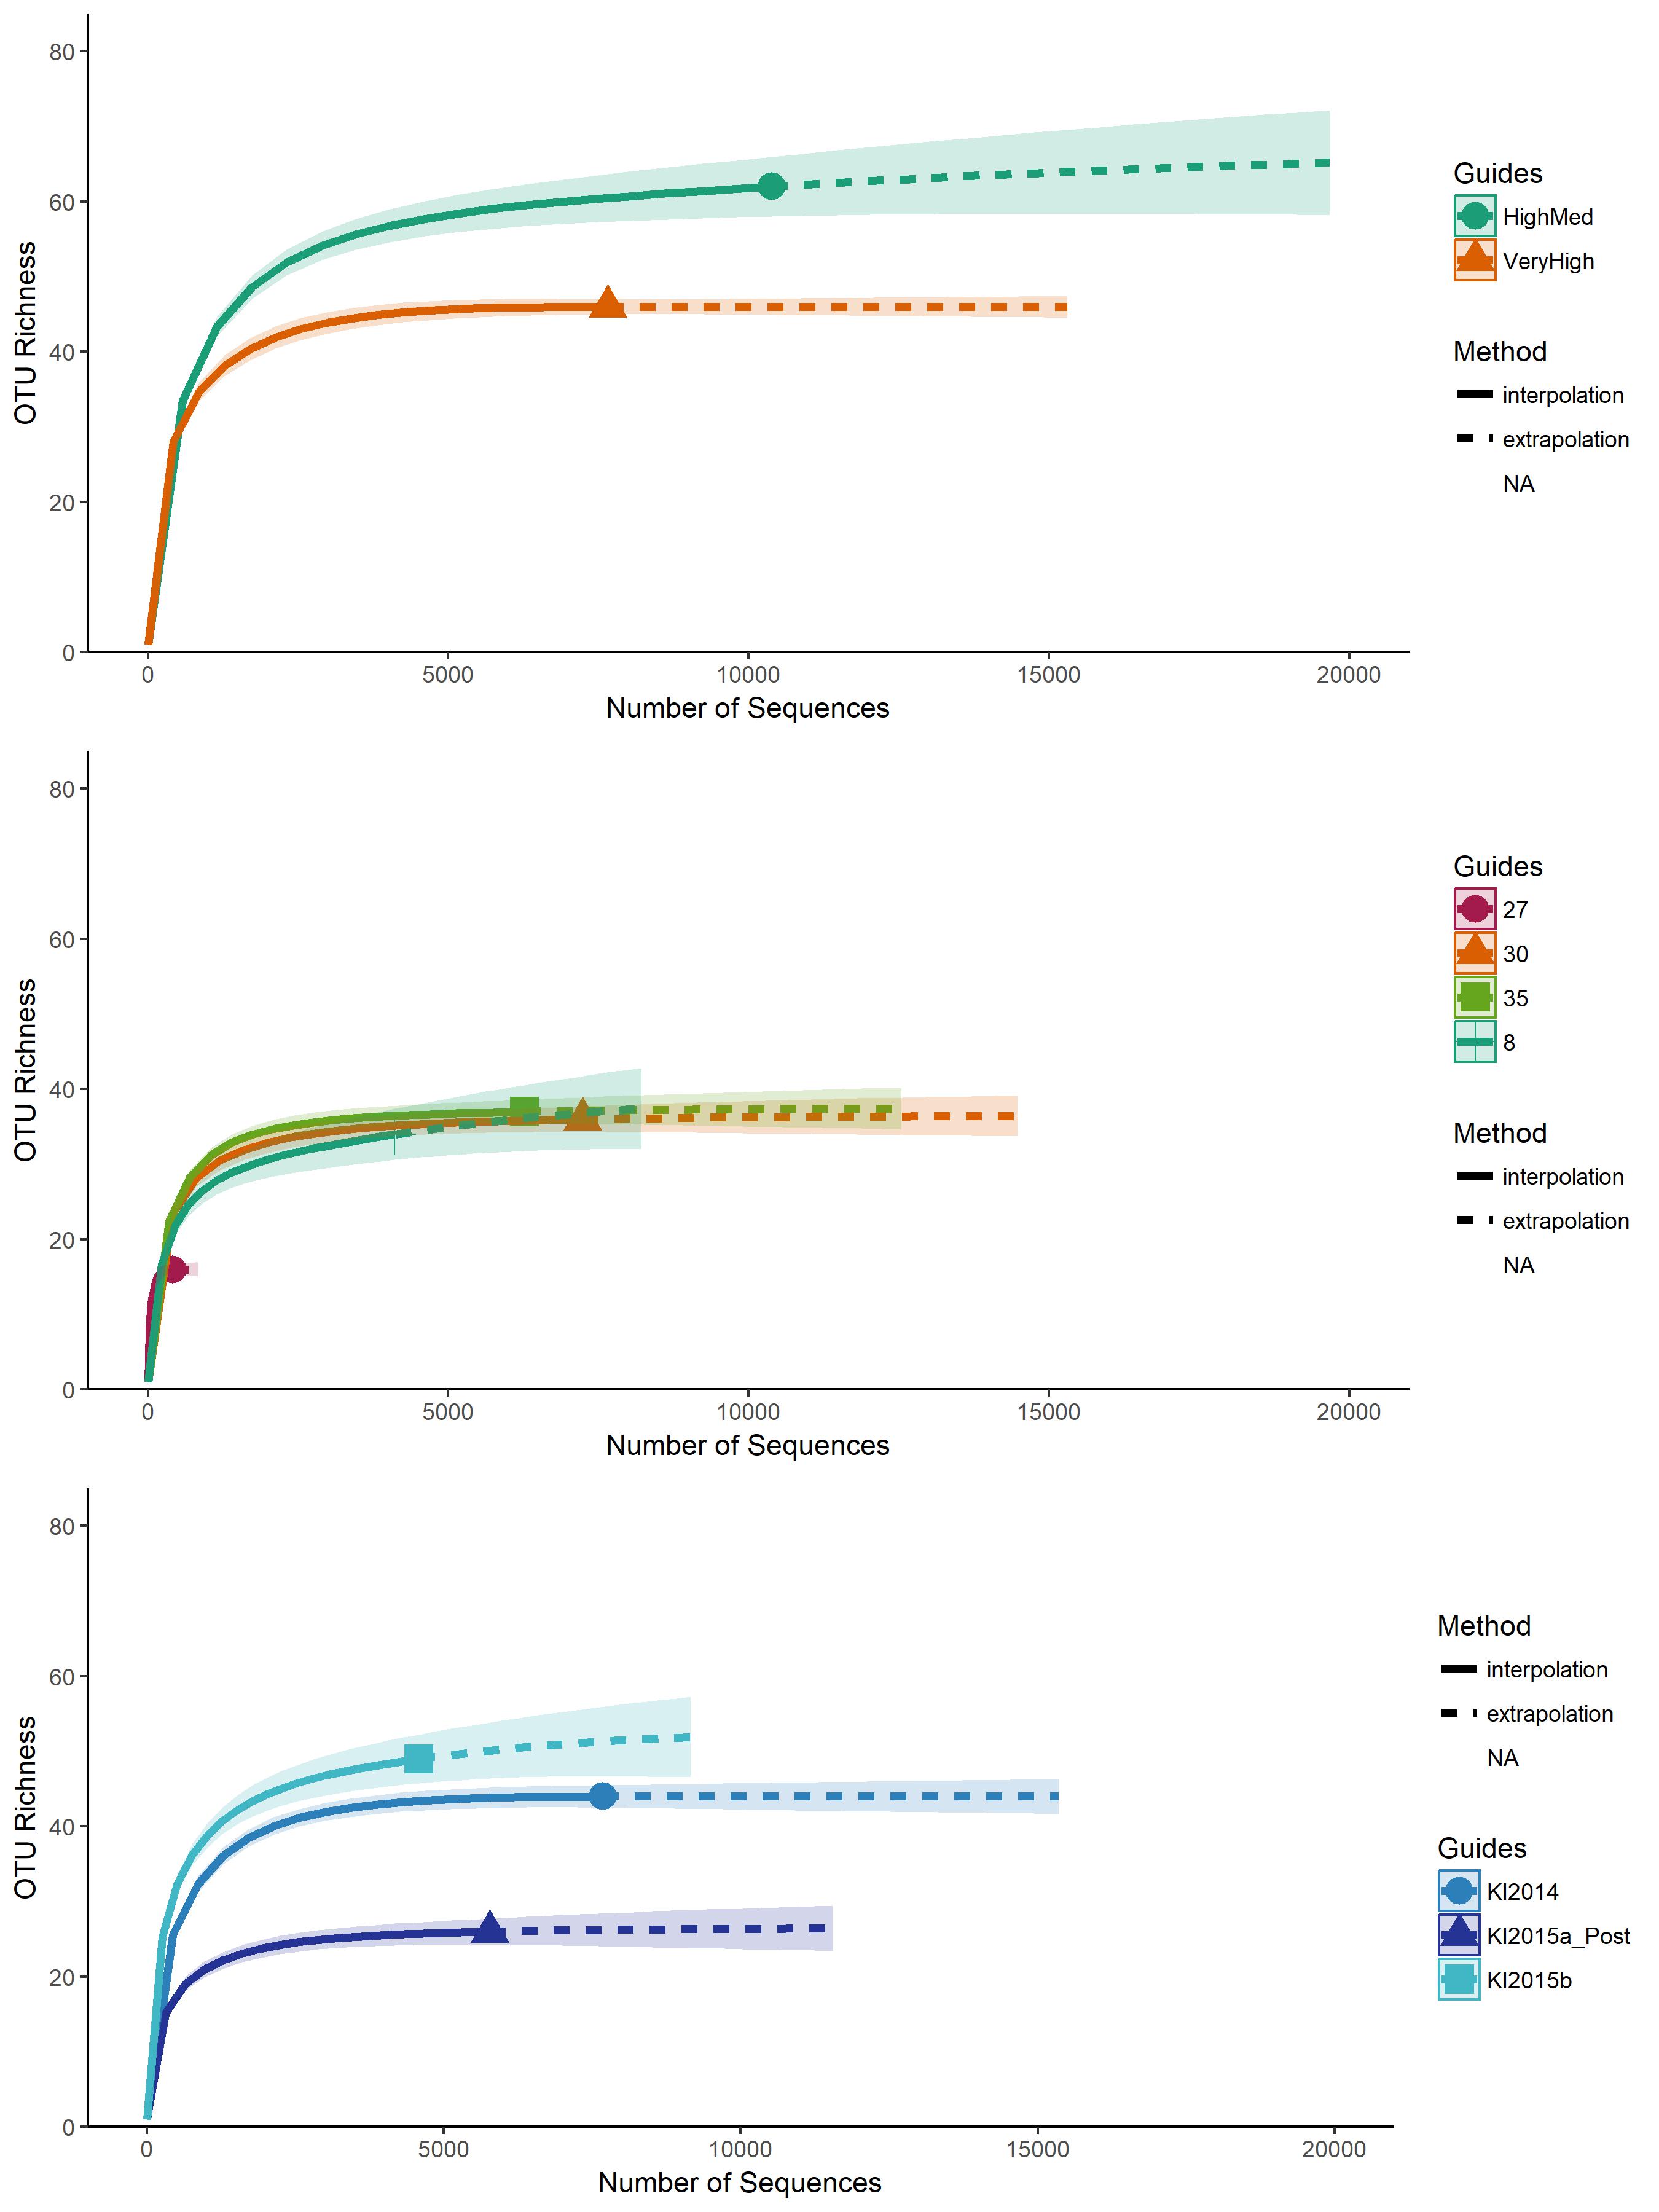 80
60
40
20
0
OTU Richness
0 5000 10000 15000 20000
Number of Sequences
Guides
HighMed
VeryHigh
Method
interpolation
extrapolation
NA
80
60
40
20
0
OTU Richness
0 5000 10000 15000 20000
Number of Sequences
Guides
27
30
35
8
Method
interpolation
extrapolation
NA
80
60
40
20
0
OTU Richness
0 5000 10000 15000 20000
Number of Sequences
Method
interpolation
extrapolation
NA
Guides
KI2014
KI2015a_Post
KI2015b